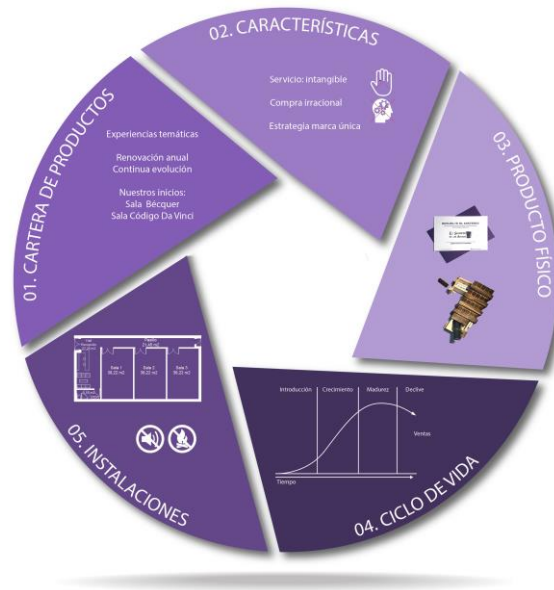 01. CARTERA DE PRODUCTOS
Experiencias temáticas
Renovación anual
Continua evolución
Nuestros inicios:
Sala Bécquer
Sala Código Da Vinci
02. CARACTERÍSTICAS
Servicio: intangible
Compra irracional
Estrategia marca única
03. PRODUCTO FÍSICO
04. CICLO DE VIDA
Introducción
Crecimiento
Madurez
Declive
Ventas
Tiempo
05. INSTALACIONES
Sala 1
Sala 2
Sala 3